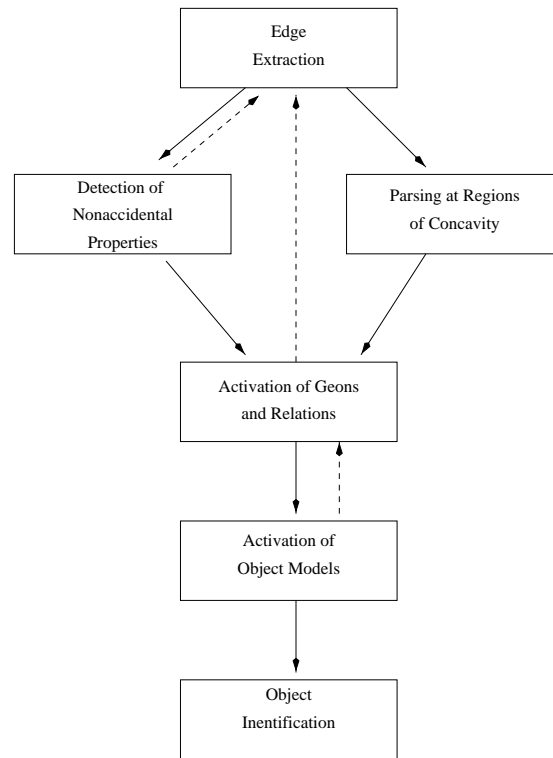 Edge
Extraction
Detection of
Nonaccidental
Properties
Parsing at Regions
of Concavity
Activation of Geons
and Relations
Activation of
Object Models
Object
Inentification